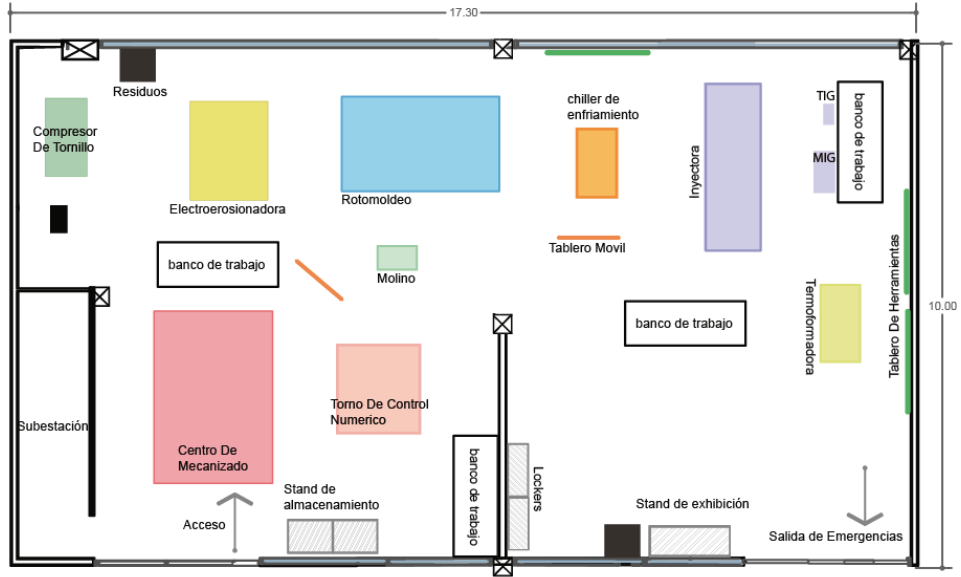 17.30
Residuos
Compresor
De Tornillo
Electroerosionadora
Rotomoldeo
chiller de
enfriamiento
Inyectora
TIG
MIG
banco de trabajo
Tablero Movil
banco de trabajo
Molino
Tablero De Herramientas
10.00
Termoformadora
banco de trabajo
Subestación
Torno De Control
Numerico
Centro De
Mecanizado
banco de trabajo
Lockers
Stand de
almacenamiento
Acceso
Stand de exhibición
Salida de Emergencias